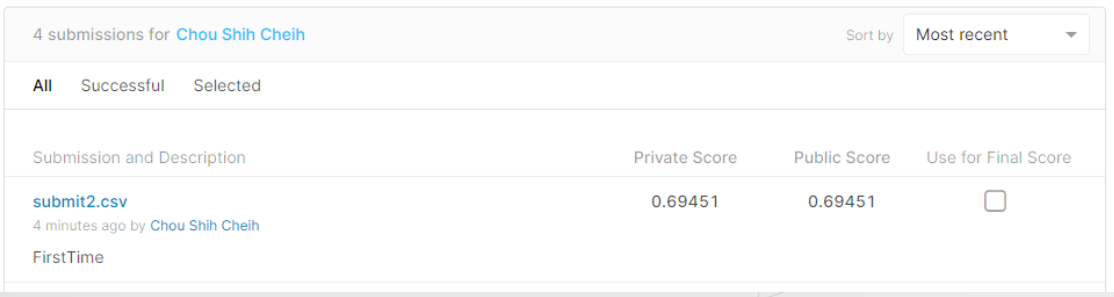 4 submissions for Chou Shih Cheih Sort by Most recent
All Successful Selected
Submission and Description Private Score Public Score Use for Final Score
submit2.csv 0.69451 0.69451
4 minutes ago by Chou Shih Cheih
FirstTime